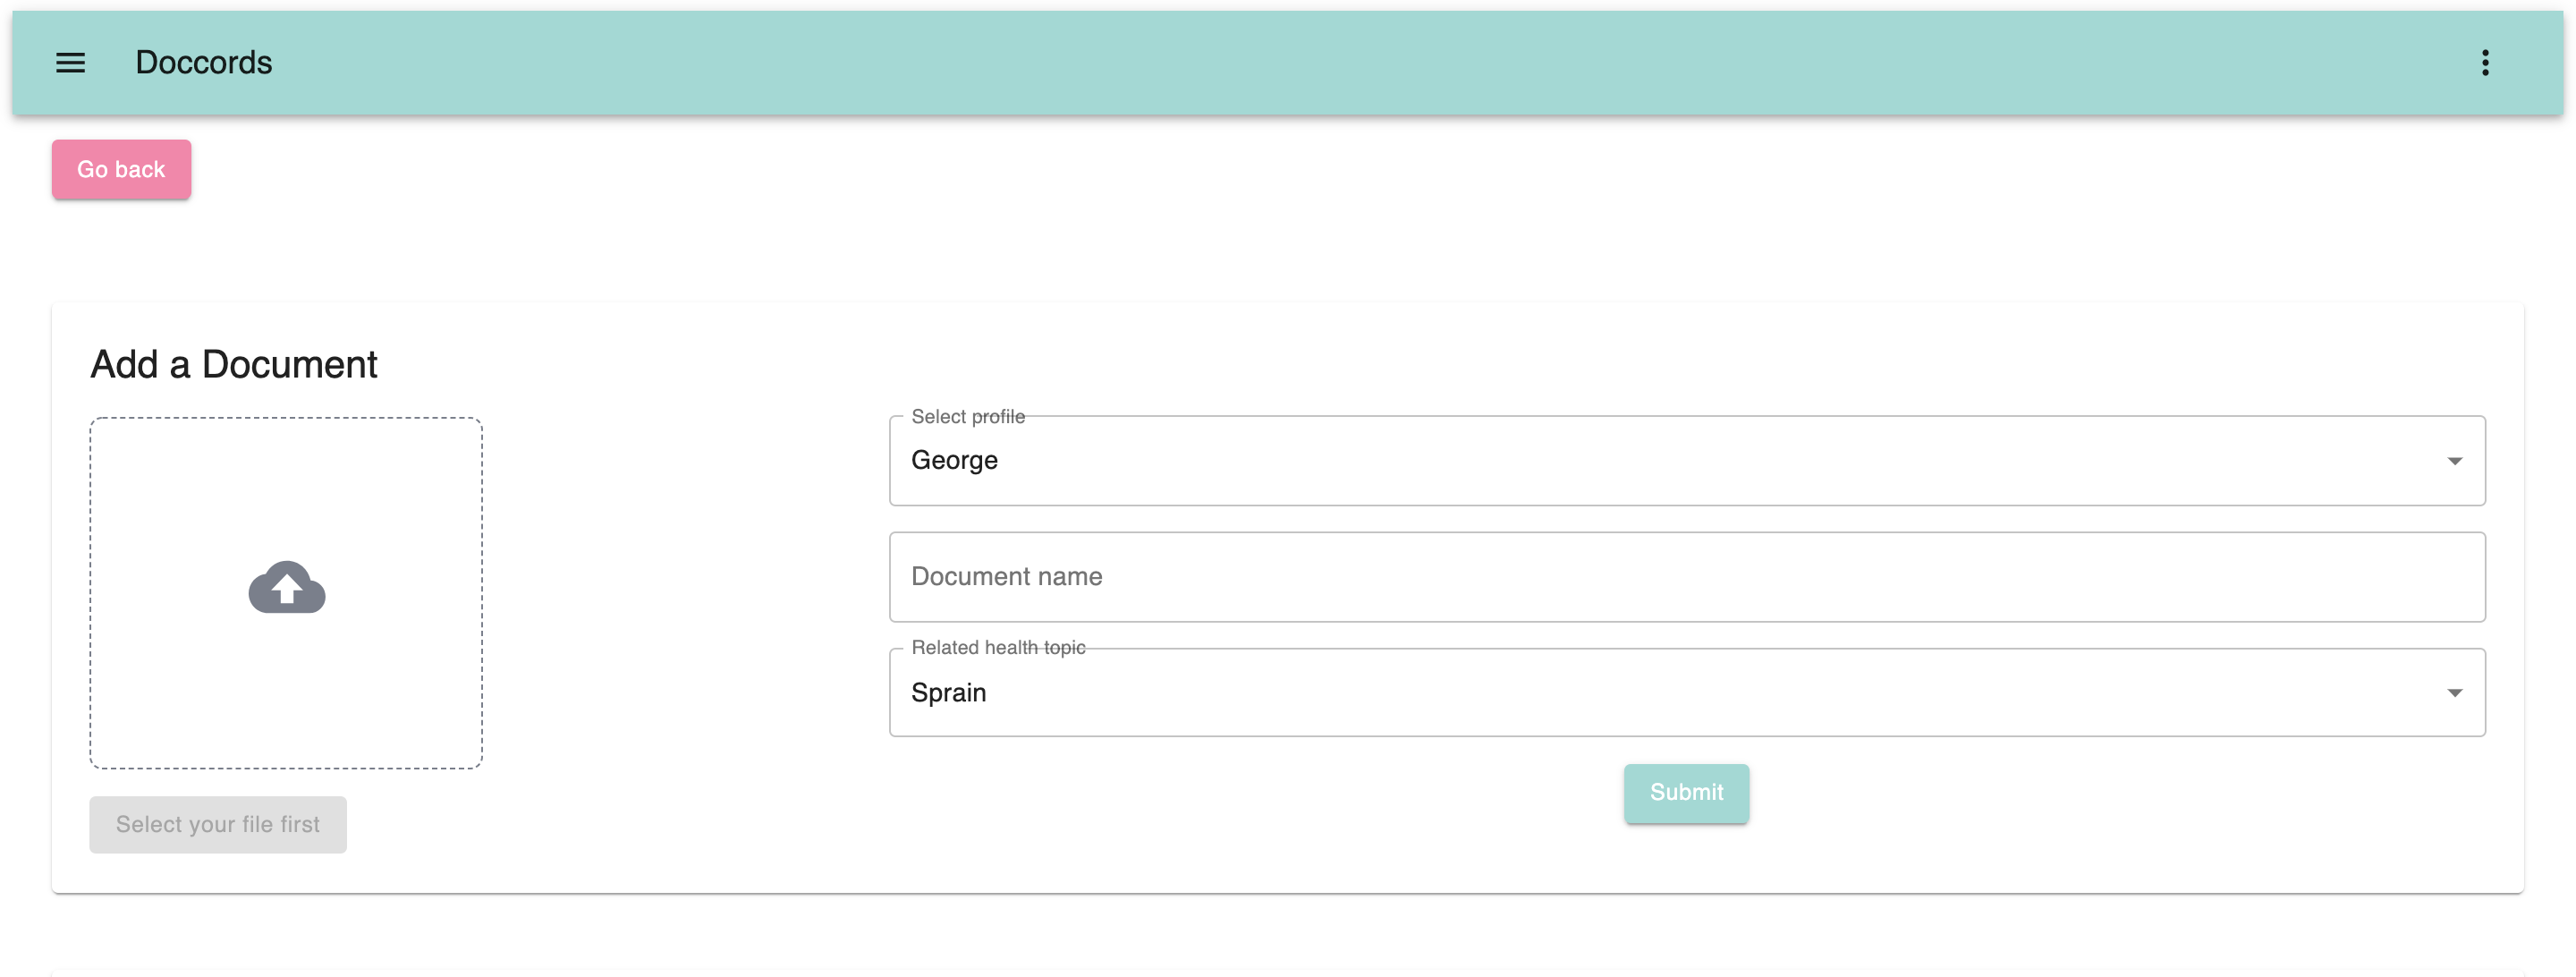 Doccords
Go back
Add a Document
Select profile
George
Document name
Related health topic
Sprain
Submit
Select your file first